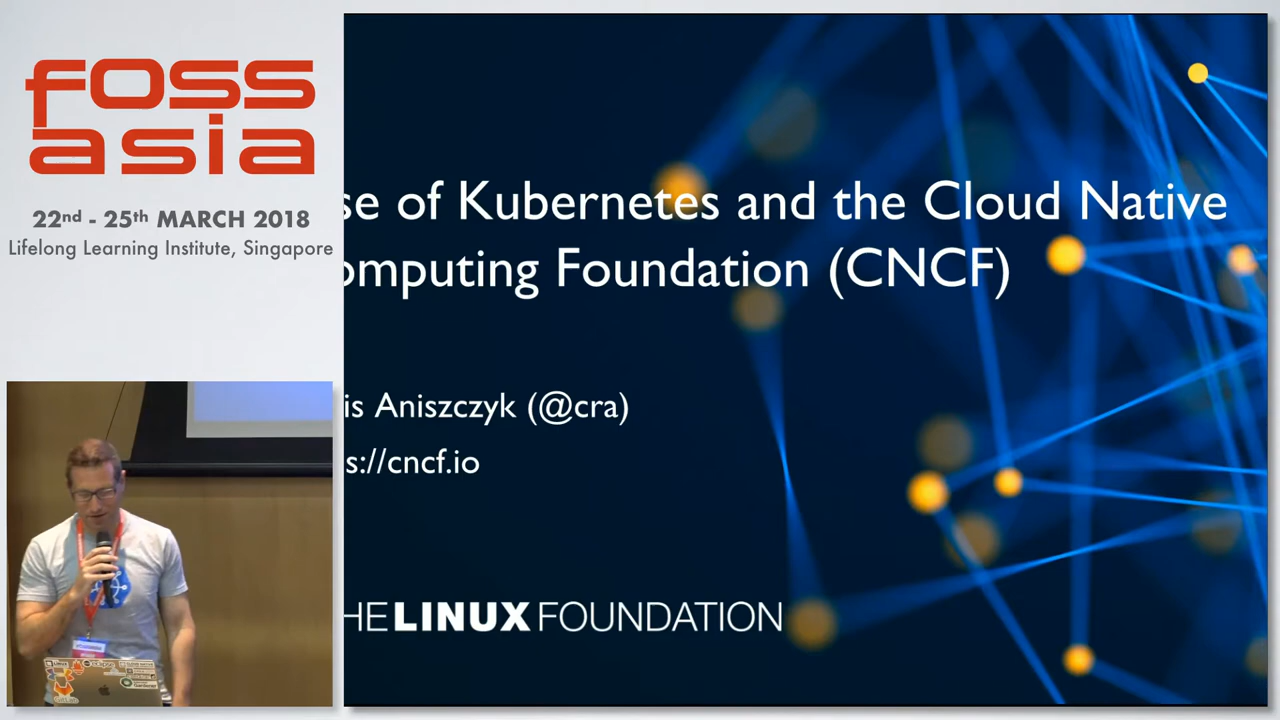 foss
asia
22nd - 25th MARCH 2018
Lifelong Learning Institute, Singapore
se of Kubernetes and the Cloud Native
omputing Foundation (CNCF)
is Aniszczyk (@cra)
s://cncf.io
HE LINUX FOUNDATION